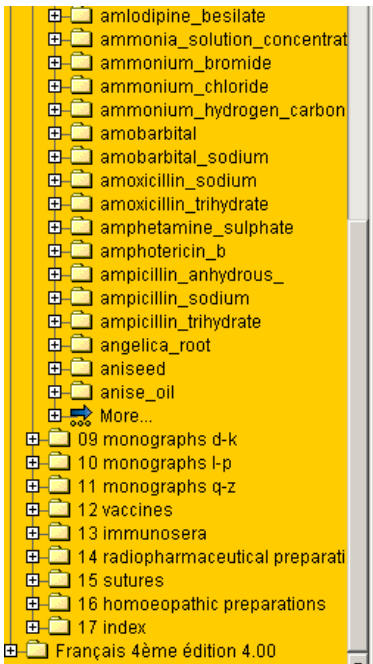 amlodipine_besilate
ammonia_solution_concentrat
ammonium_bromide
ammonium_chloride
ammonium_hydrogen_carbon
amobarbital
amobarbital_sodium
amoxicillin_sodium
amoxicillin_trihydrate
amphetamine_sulphate
amphotericin_b
ampicillin_anhydrous_
ampicillin_sodium
ampicillin_trihydrate
angelica_root
aniseed
anise_oil
More...
09 monographs d-k
10 monographs l-p
11 monographs q-z
12 vaccines
13 immunosera
14 radiopharmaceutical preparati
15 sutures
16 homoeopathic preparations
17 index
Français 4ème édition 4.00